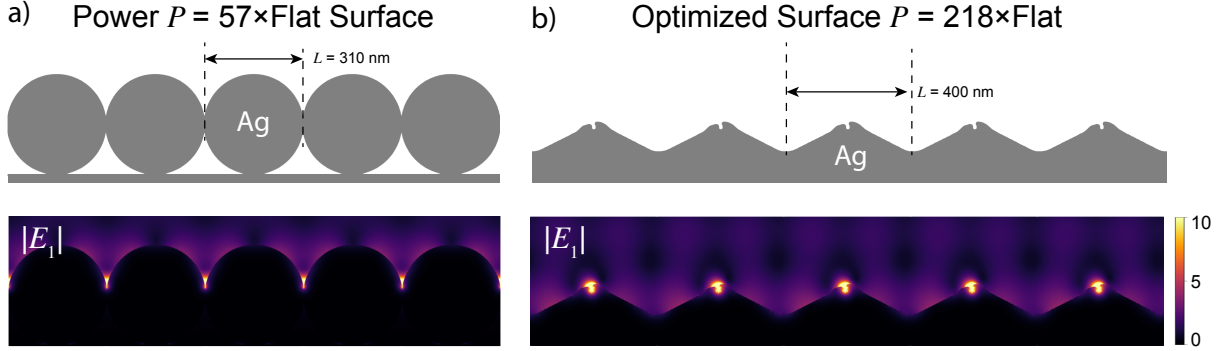 a) Power P = 57×Flat Surface
L = 310 nm
Ag
|E₁|
b) Optimized Surface P = 218×Flat
L = 400 nm
Ag
|E₁|
10
5
0